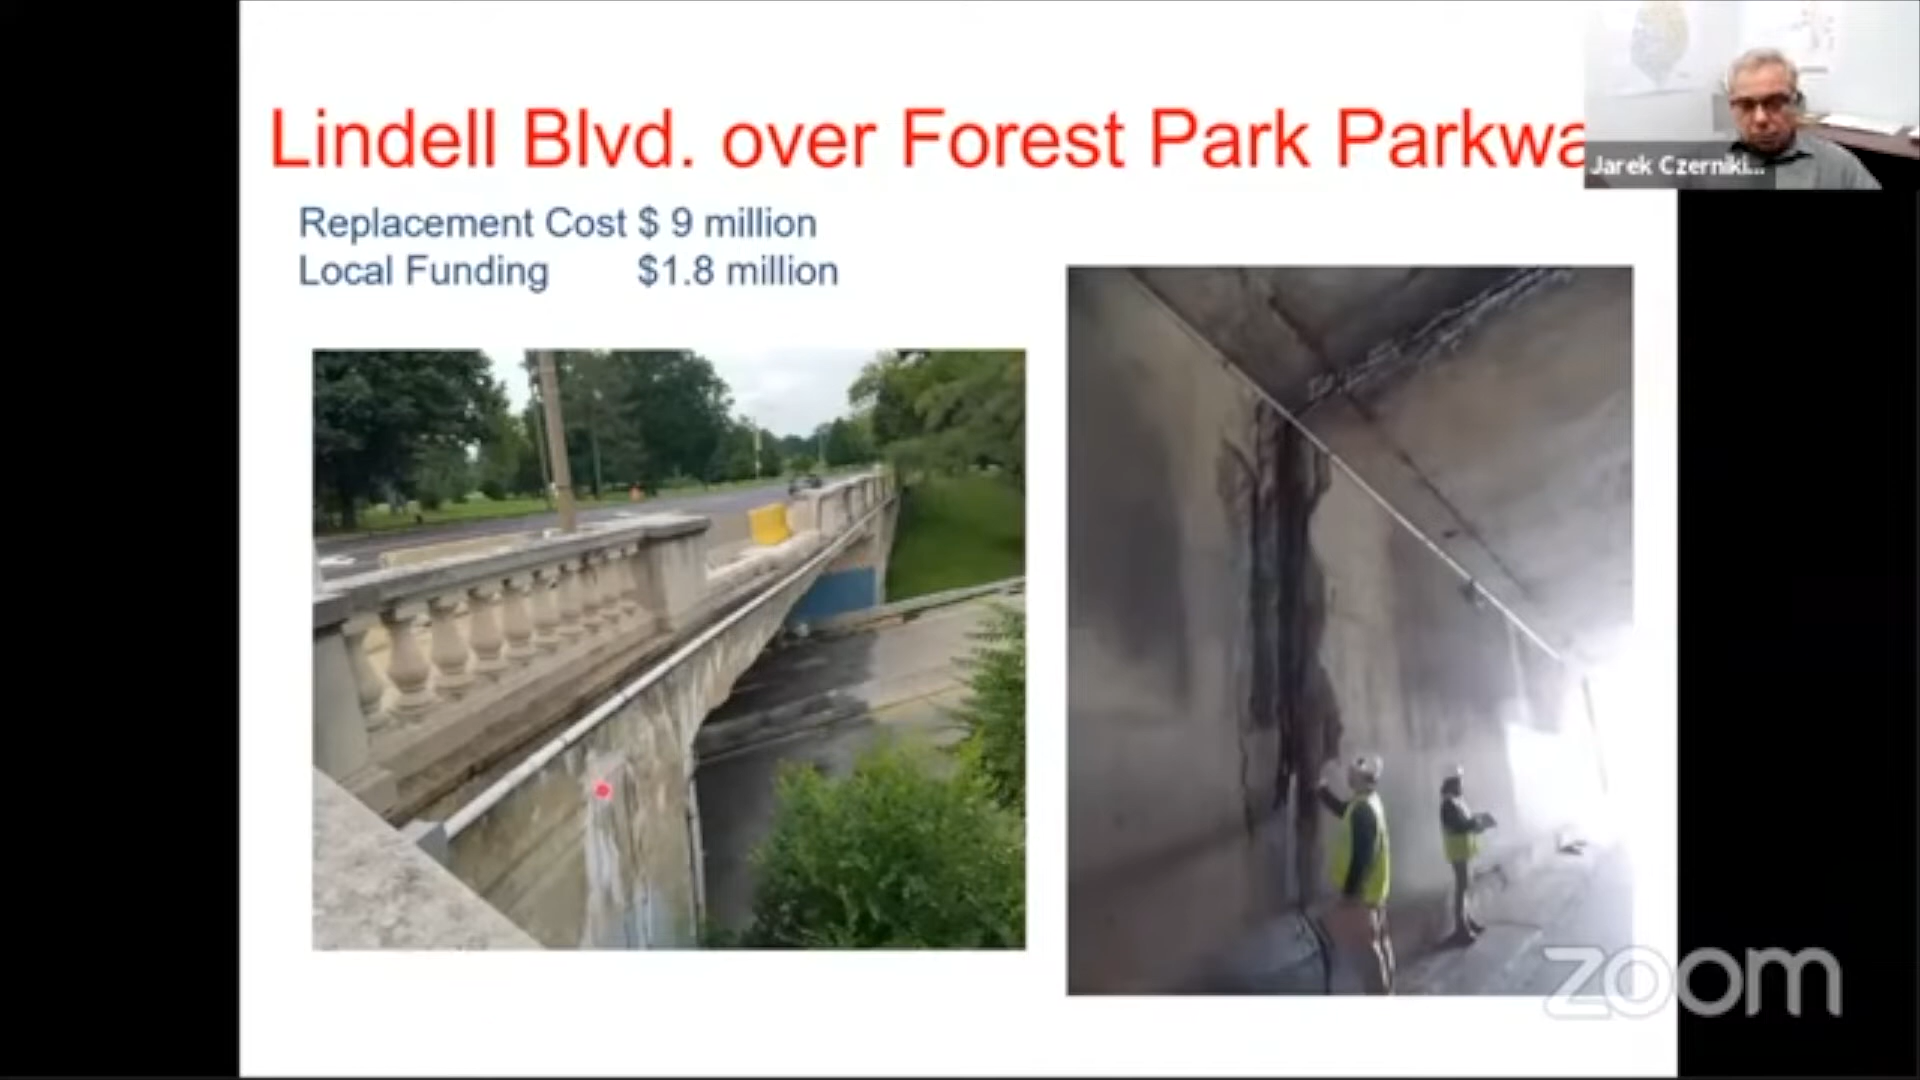 Lindell Blvd. over Forest Park Parkwa
Jarek Czerniki...
Replacement Cost $ 9 million
Local Funding $1.8 million
zoom